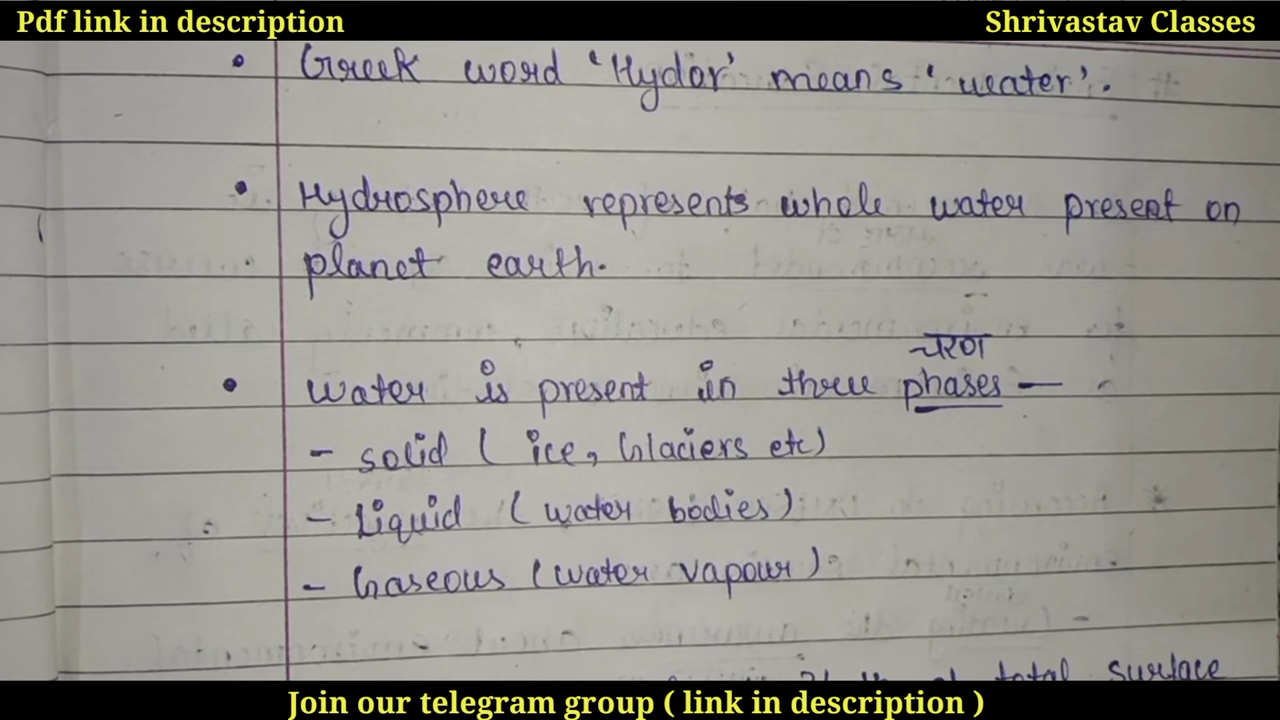 Pdf link in description
Shrivastav Classes
• Greek word 'Hydor' means 'water'.
• Hydrosphere represents whole water present on
planet earth.
चरण
• Water is present in three phases —
- solid ( ice, Glaciers etc)
- Liquid ( water bodies)
- Gaseous (water vapour)
total surface
Join our telegram group ( link in description )